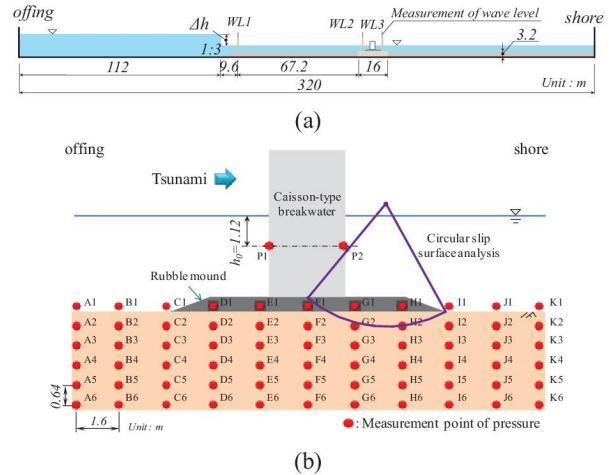 offing
shore
Δh
WL1
WL2 WL3
Measurement of wave level
1:3
3.2
112
9.6
67.2
16
320
Unit : m
(a)
offing
shore
Tsunami
Caisson-type
breakwater
h₀=1.12
P1
P2
Circular slip
surface analysis
Rubble mound
A1 B1 C1 D1 E1 F1 G1 H1 I1 J1 K1
A2 B2 C2 D2 E2 F2 G2 H2 I2 J2 K2
A3 B3 C3 D3 E3 F3 G3 H3 I3 J3 K3
A4 B4 C4 D4 E4 F4 G4 H4 I4 J4 K4
A5 B5 C5 D5 E5 F5 G5 H5 I5 J5 K5
A6 B6 C6 D6 E6 F6 G6 H6 I6 J6 K6
0.64
1.6
Unit : m
: Measurement point of pressure
(b)